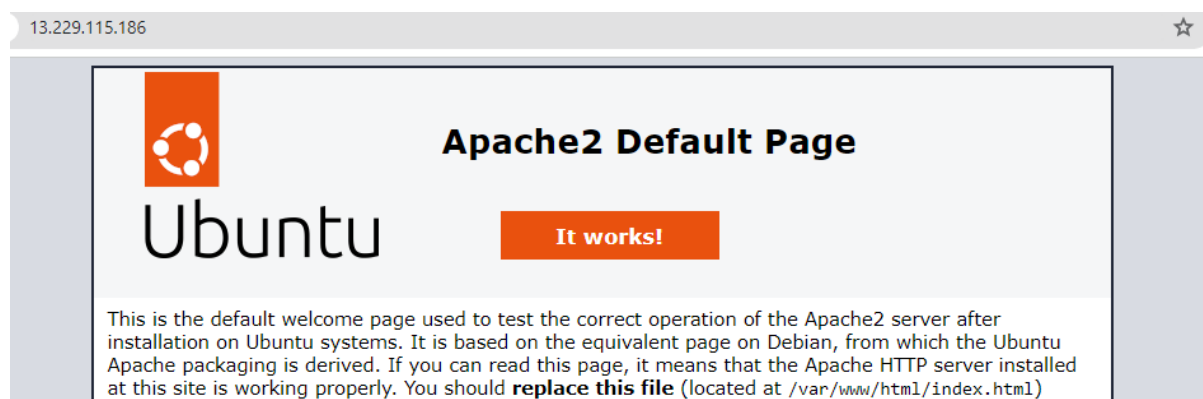 13.229.115.186
Apache2 Default Page
Ubuntu
It works!
This is the default welcome page used to test the correct operation of the Apache2 server after
installation on Ubuntu systems. It is based on the equivalent page on Debian, from which the Ubuntu
Apache packaging is derived. If you can read this page, it means that the Apache HTTP server installed
at this site is working properly. You should replace this file (located at /var/www/html/index.html)